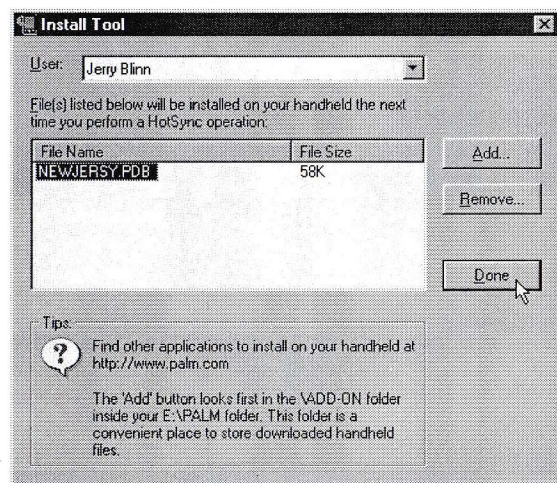 Install Tool
User: Jerry Blinn
File(s) listed below will be installed on your handheld the next
time you perform a HotSync operation:
File Name File Size
NEWJERSY.PDB 58K
Add...
Remove...
Done
Tips:
Find other applications to install on your handheld at
http://www.palm.com
The 'Add' button looks first in the \ADD-ON folder
inside your E:\PALM folder. This folder is a
convenient place to store downloaded handheld
files.